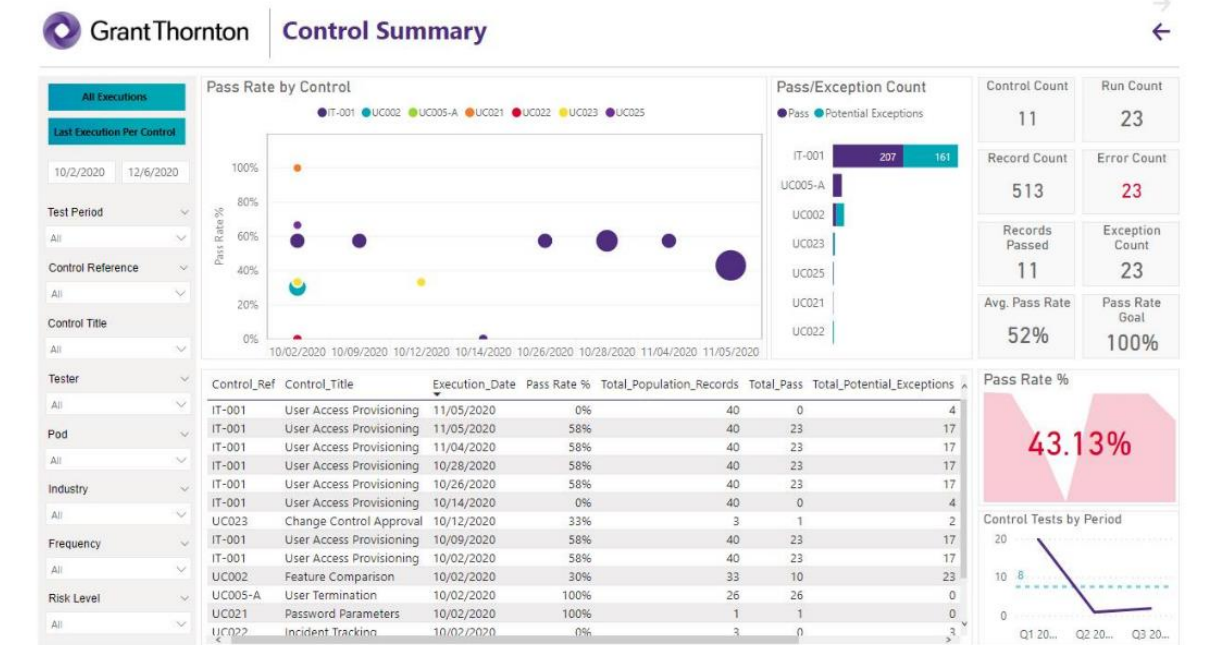 Grant Thornton
Control Summary
All Executions
Last Execution Per Control
10/2/2020 12/6/2020
Test Period
All
Control Reference
All
Control Title
All
Tester
All
Pod
All
Industry
All
Frequency
All
Risk Level
All
Pass Rate by Control
IT-001 UC002 UC005-A UC021 UC022 UC023 UC025
Pass Rate %
100%
80%
60%
40%
20%
0%
10/02/2020 10/09/2020 10/12/2020 10/14/2020 10/26/2020 10/28/2020 11/04/2020 11/05/2020
Pass/Exception Count
Pass Potential Exceptions
IT-001 207 161
UC005-A
UC002
UC023
UC025
UC021
UC022
Control Count
11
Run Count
23
Record Count
513
Error Count
23
Records
Passed
11
Exception
Count
23
Avg. Pass Rate
52%
Pass Rate
Goal
100%
Control_Ref Control_Title Execution_Date Pass Rate % Total_Population_Records Total_Pass Total_Potential_Exceptions
IT-001 User Access Provisioning 11/05/2020 0% 40 0 4
IT-001 User Access Provisioning 11/05/2020 58% 40 23 17
IT-001 User Access Provisioning 11/04/2020 58% 40 23 17
IT-001 User Access Provisioning 10/28/2020 58% 40 23 17
IT-001 User Access Provisioning 10/26/2020 58% 40 23 17
IT-001 User Access Provisioning 10/14/2020 0% 40 0 4
UC023 Change Control Approval 10/12/2020 33% 3 1 2
IT-001 User Access Provisioning 10/09/2020 58% 40 23 17
IT-001 User Access Provisioning 10/02/2020 58% 40 23 17
UC002 Feature Comparison 10/02/2020 30% 33 10 23
UC005-A User Termination 10/02/2020 100% 26 26 0
UC021 Password Parameters 10/02/2020 100% 1 1 0
UC022 Incident Tracking 10/02/2020 0% 3 0 3
Pass Rate %
43.13%
Control Tests by Period
20
10
0
8
Q1 20... Q2 20... Q3 20...